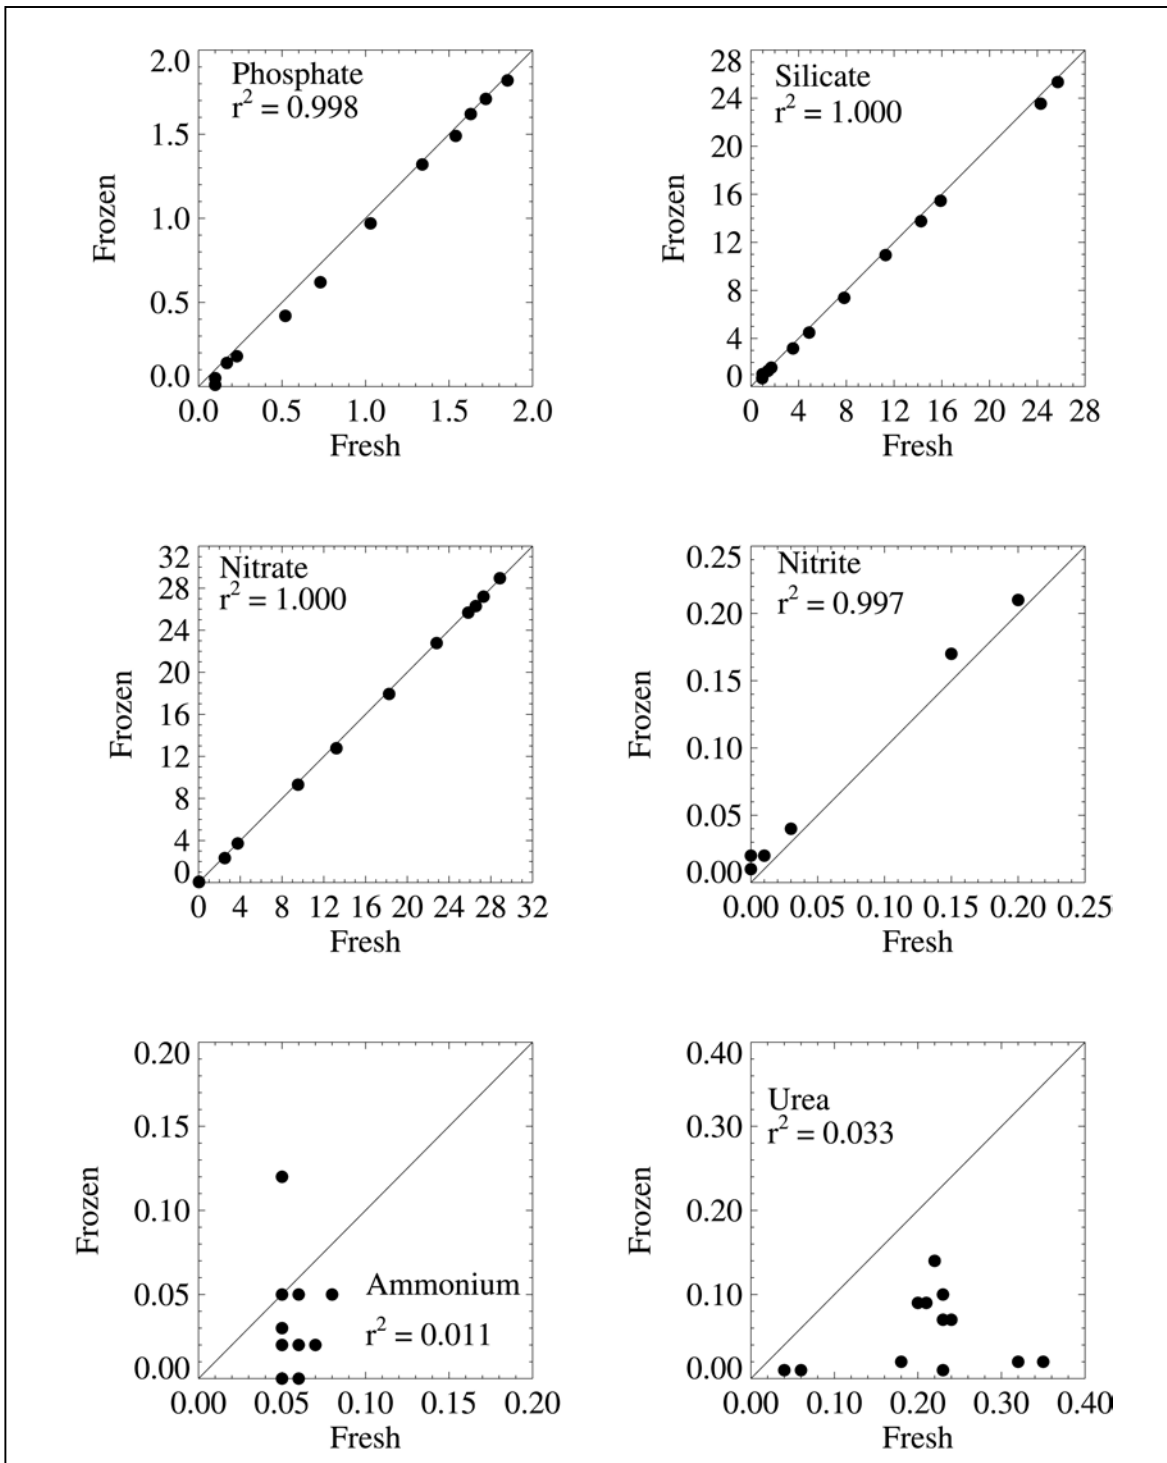 Phosphate
r² = 0.998
2.0
1.5
1.0
0.5
0.0
Frozen
0.0 0.5 1.0 1.5 2.0
Fresh
Silicate
r² = 1.000
28
24
20
16
12
8
4
0
Frozen
0 4 8 12 16 20 24 28
Fresh
Nitrate
r² = 1.000
32
28
24
20
16
12
8
4
0
Frozen
0 4 8 12 16 20 24 28 32
Fresh
Nitrite
r² = 0.997
0.25
0.20
0.15
0.10
0.05
0.00
Frozen
0.00 0.05 0.10 0.15 0.20 0.25
Fresh
0.20
0.15
0.10
0.05
0.00
Frozen
Ammonium
r² = 0.011
0.00 0.05 0.10 0.15 0.20
Fresh
Urea
r² = 0.033
0.40
0.30
0.20
0.10
0.00
Frozen
0.00 0.10 0.20 0.30 0.40
Fresh